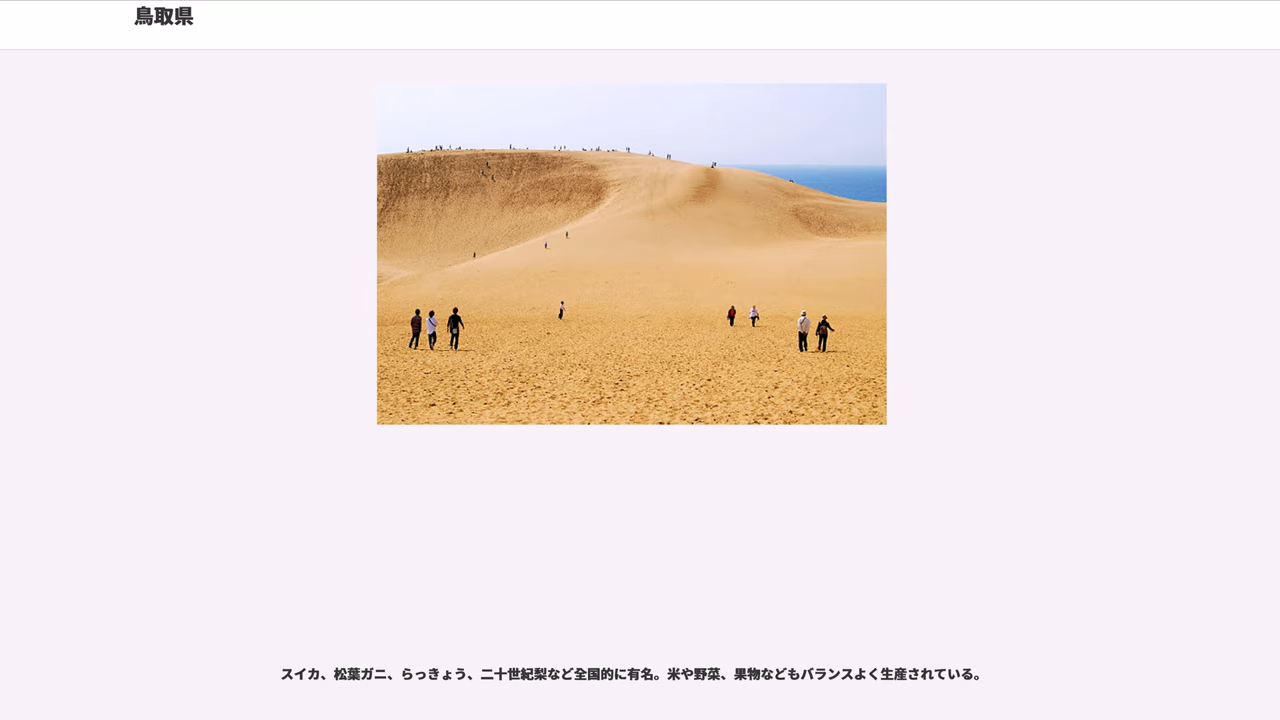 鳥取県
スイカ、松葉ガニ、らっきょう、二十世紀梨など全国的に有名。米や野菜、果物などもバランスよく生産されている。